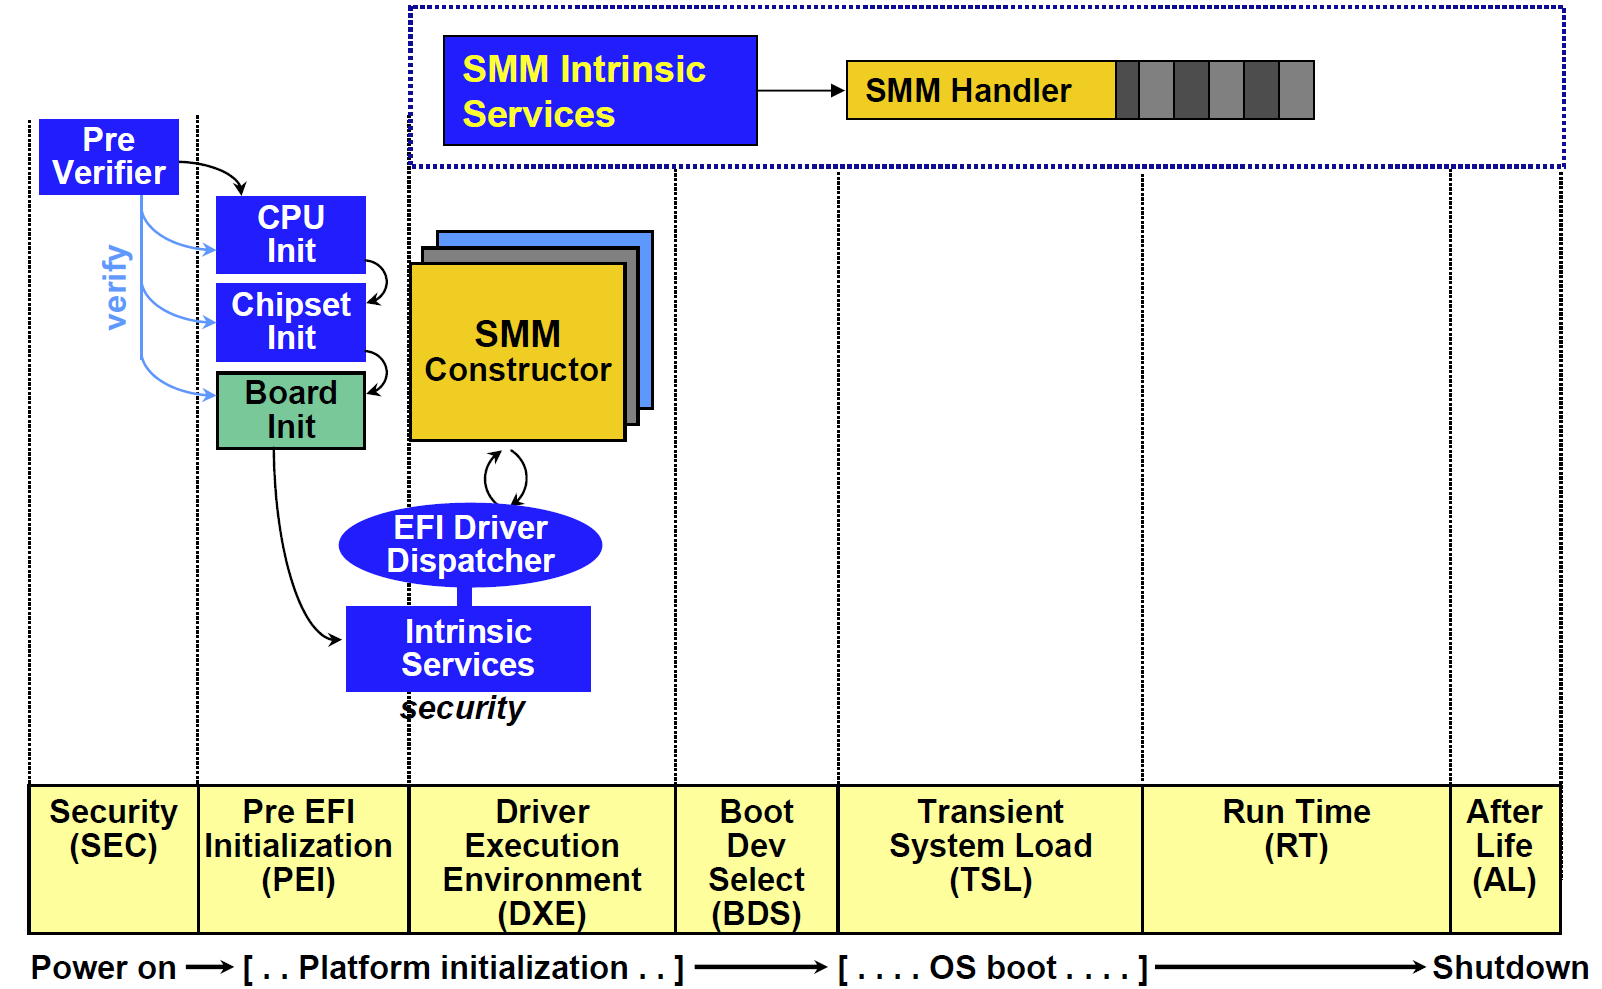 SMM Intrinsic
Services
SMM Handler
Pre
Verifier
verify
CPU
Init
Chipset
Init
Board
Init
SMM
Constructor
EFI Driver
Dispatcher
Intrinsic
Services
security
Security
(SEC)
Pre EFI
Initialization
(PEI)
Driver
Execution
Environment
(DXE)
Boot
Dev
Select
(BDS)
Transient
System Load
(TSL)
Run Time
(RT)
After
Life
(AL)
Power on [ . . Platform initialization . . ] [ . . . . OS boot . . . . ] Shutdown